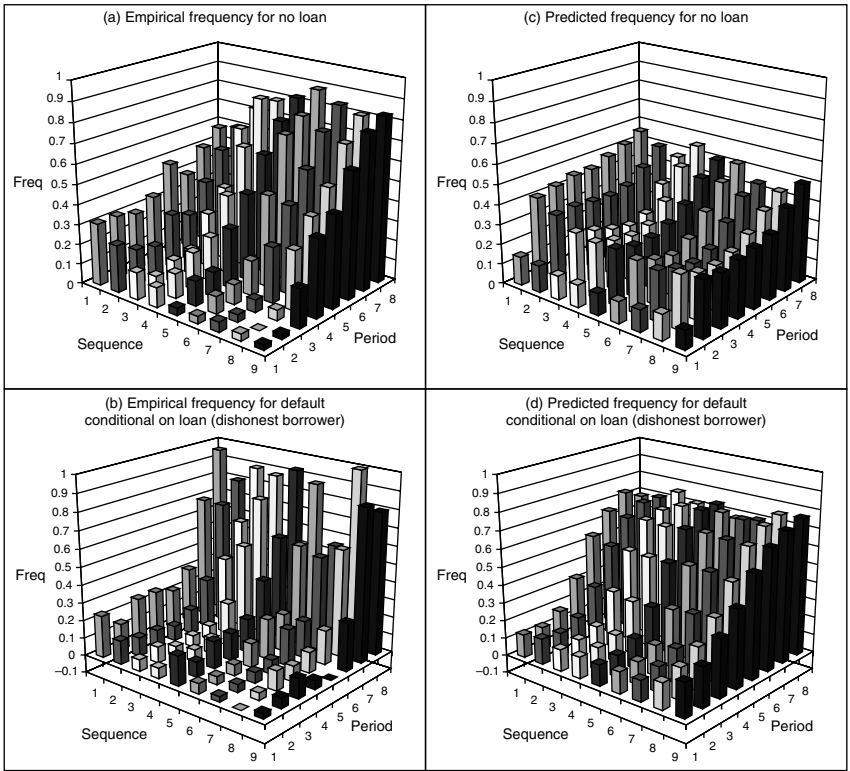 (a) Empirical frequency for no loan
1
0.9
0.8
0.7
0.6
0.5
0.4
0.3
0.2
0.1
0
Freq
1 2 3 4 5 6 7 8 9
Sequence
1 2 3 4 5 6 7 8
Period
(c) Predicted frequency for no loan
1
0.9
0.8
0.7
0.6
0.5
0.4
0.3
0.2
0.1
0
Freq
1 2 3 4 5 6 7 8 9
Sequence
1 2 3 4 5 6 7 8
Period
(b) Empirical frequency for default
conditional on loan (dishonest borrower)
1
0.9
0.8
0.7
0.6
0.5
0.4
0.3
0.2
0.1
0
–0.1
Freq
1 2 3 4 5 6 7 8 9
Sequence
1 2 3 4 5 6 7 8
Period
(d) Predicted frequency for default
conditional on loan (dishonest borrower)
1
0.9
0.8
0.7
0.6
0.5
0.4
0.3
0.2
0.1
0
–0.1
Freq
1 2 3 4 5 6 7 8 9
Sequence
1 2 3 4 5 6 7 8
Period